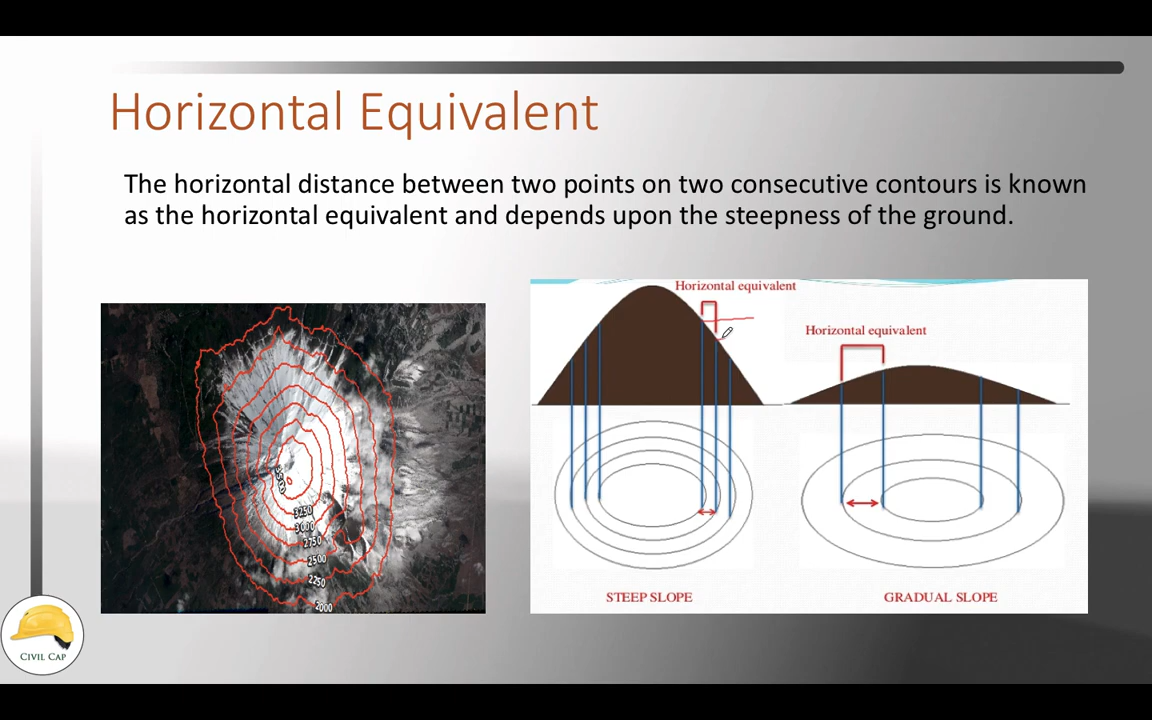 Horizontal Equivalent
The horizontal distance between two points on two consecutive contours is known
as the horizontal equivalent and depends upon the steepness of the ground.
3250
3000
2750
2500
2250
2000
Horizontal equivalent
Horizontal equivalent
STEEP SLOPE
GRADUAL SLOPE
CIVIL CAP